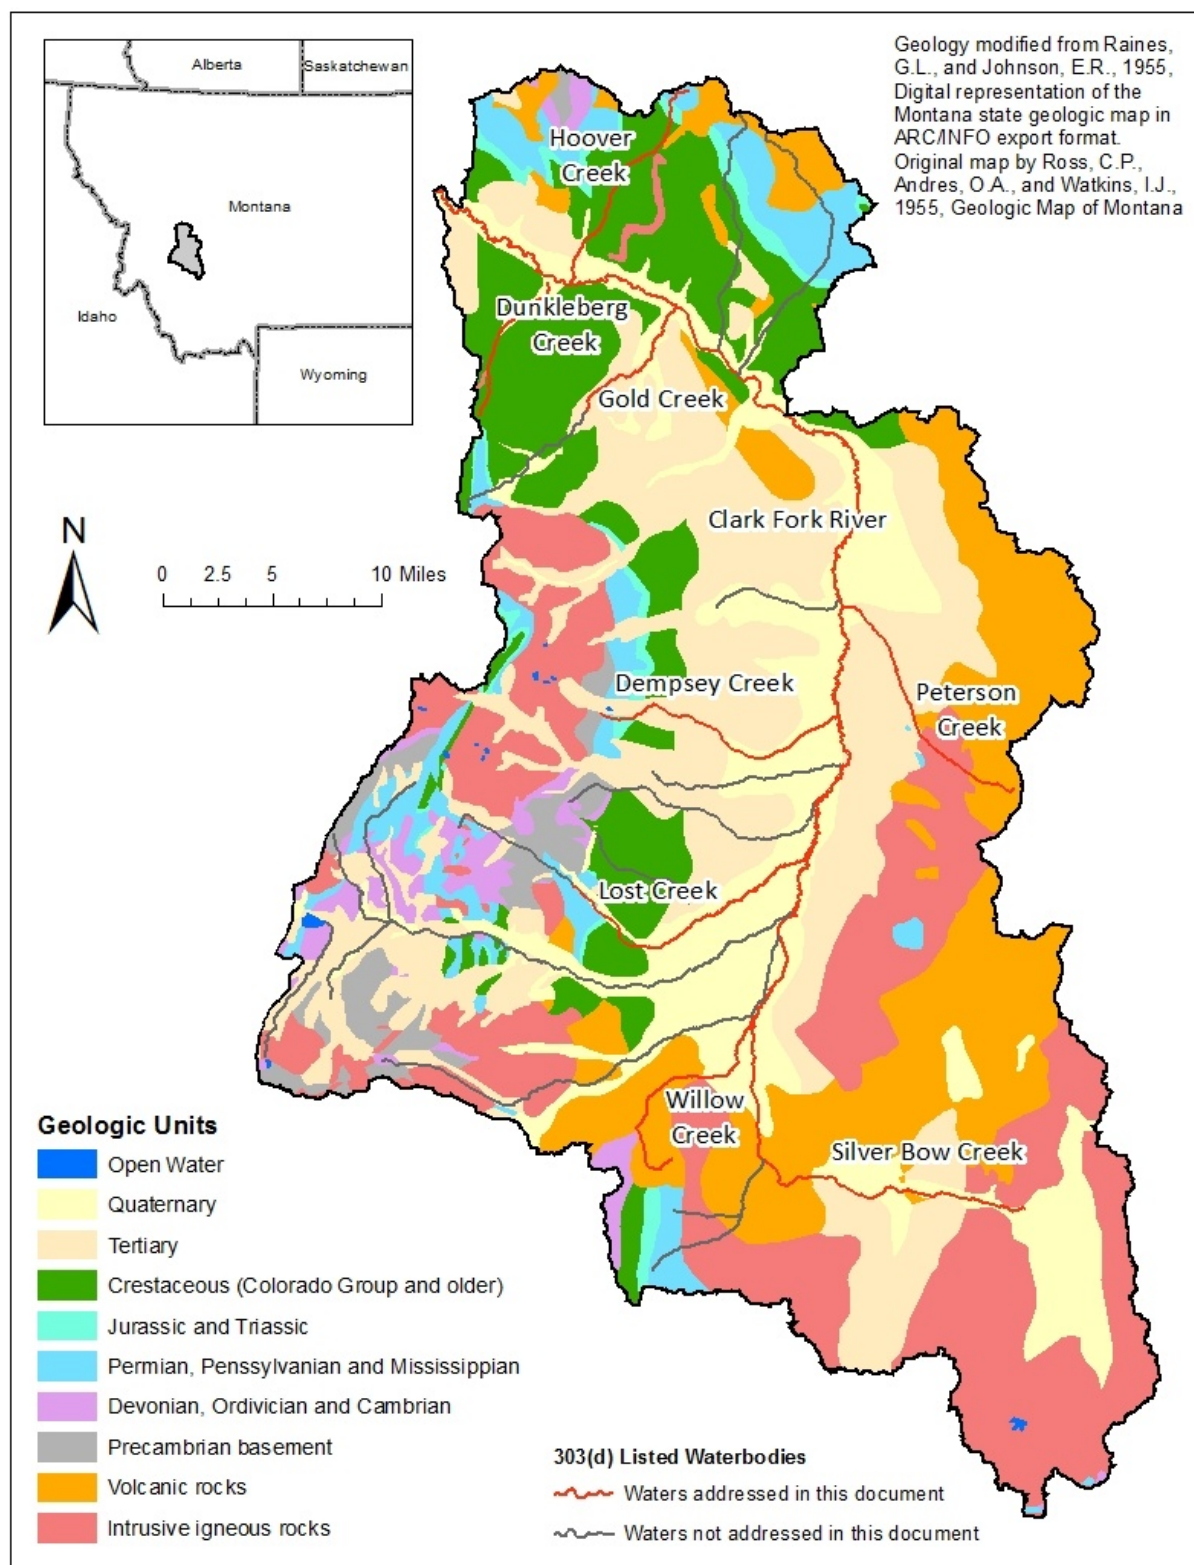 Alberta
Saskatchewan
Montana
Idaho
Wyoming
Geology modified from Raines,
G.L., and Johnson, E.R., 1955,
Digital representation of the
Montana state geologic map in
ARC/INFO export format.
Original map by Ross, C.P.,
Andres, O.A., and Watkins, I.J.,
1955, Geologic Map of Montana
Hoover
Creek
Dunkleberg
Creek
Gold Creek
Clark Fork River
N
0 2.5 5 10 Miles
Dempsey Creek
Peterson
Creek
Lost Creek
Willow
Creek
Silver Bow Creek
Geologic Units
Open Water
Quaternary
Tertiary
Crestaceous (Colorado Group and older)
Jurassic and Triassic
Permian, Penssylvanian and Mississippian
Devonian, Ordivician and Cambrian
Precambrian basement
Volcanic rocks
Intrusive igneous rocks
303(d) Listed Waterbodies
Waters addressed in this document
Waters not addressed in this document